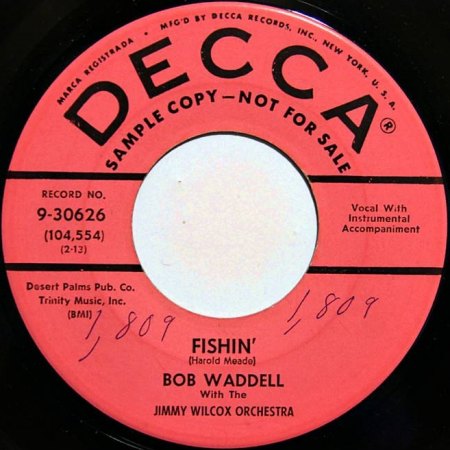 MARCA REGISTRADA • MFG'D BY DECCA RECORDS, INC., NEW YORK, U. S. A.
DECCA®
SAMPLE COPY—NOT FOR SALE
RECORD NO.
9-30626
(104,554)
(2-13)
Vocal With
Instrumental
Accompaniment
Desert Palms Pub. Co.
Trinity Music, Inc.
(BMI)
1,809
1,809
FISHIN'
(Harold Meade)
BOB WADDELL
With The
JIMMY WILCOX ORCHESTRA